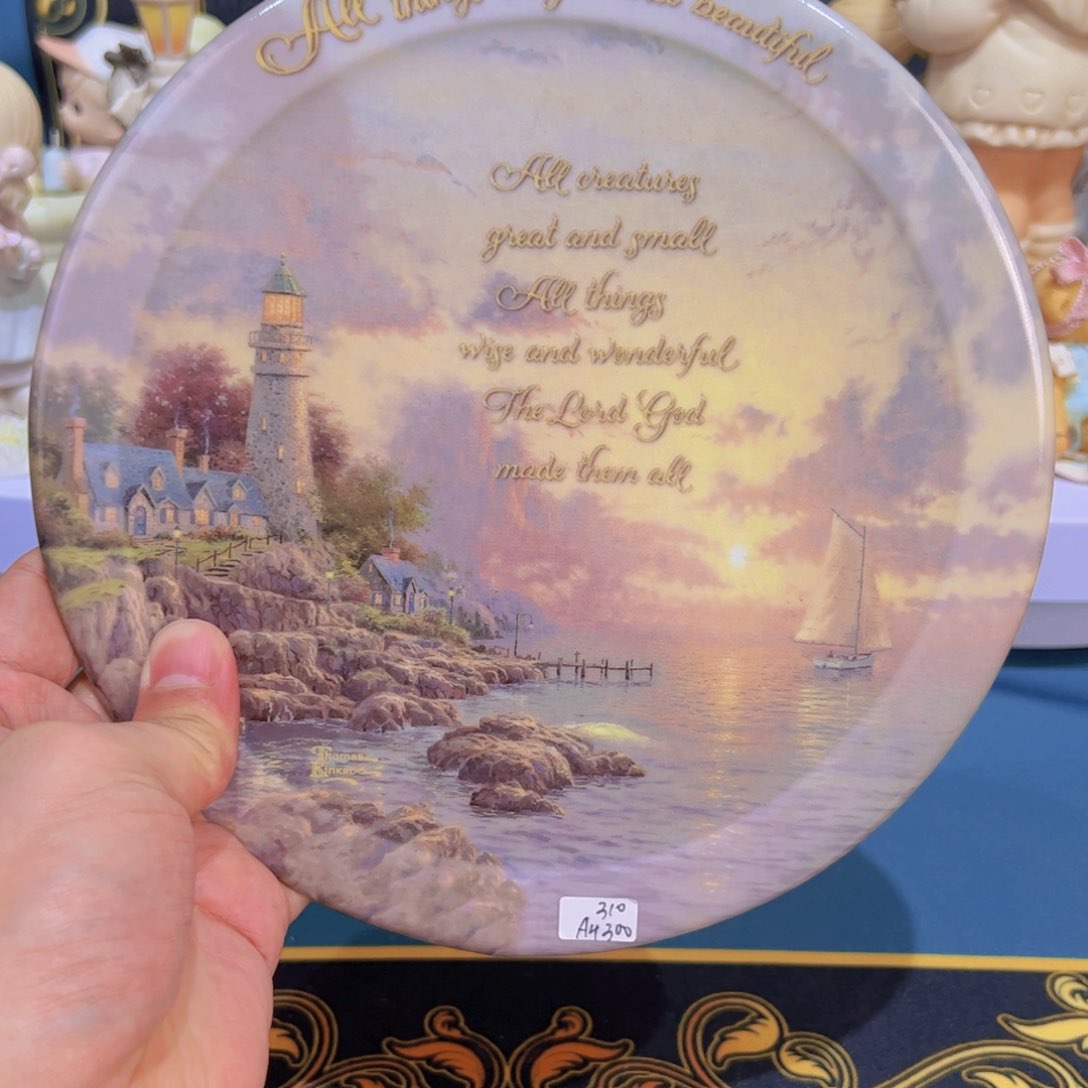 All things beautiful
All creatures
great and small
All things
wise and wonderful
The Lord God
made them all
Thomas
Kinkade
310
A4300